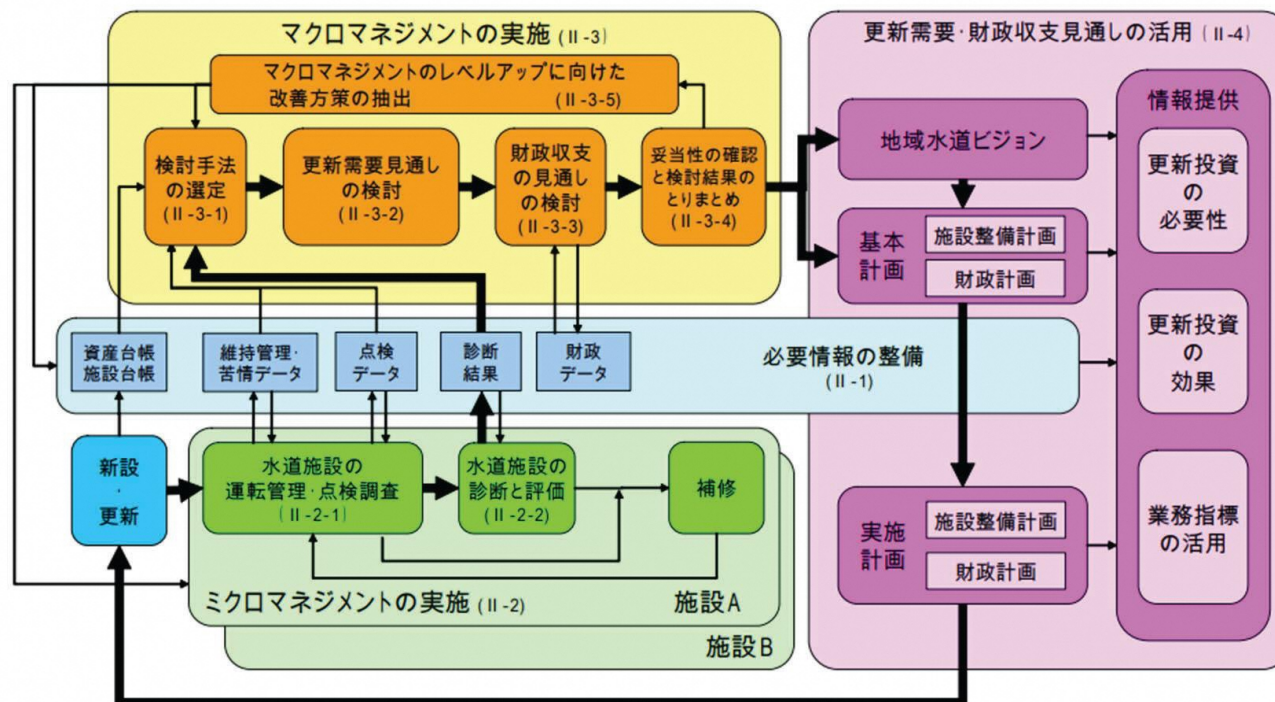 マクロマネジメントの実施 (II-3)
マクロマネジメントのレベルアップに向けた
改善方策の抽出 (II-3-5)
検討手法
の選定
(II-3-1)
更新需要見通し
の検討
(II-3-2)
財政収支
の見通し
の検討
(II-3-3)
妥当性の確認
と検討結果の
とりまとめ
(II-3-4)
更新需要・財政収支見通しの活用 (II-4)
地域水道ビジョン
基本
計画
施設整備計画
財政計画
実施
計画
施設整備計画
財政計画
情報提供
更新投資
の
必要性
更新投資
の
効果
業務指標
の活用
資産台帳
施設台帳
維持管理・
苦情データ
点検
データ
診断
結果
財政
データ
必要情報の整備
(II-1)
新設
・
更新
水道施設の
運転管理・点検調査
(II-2-1)
水道施設の
診断と評価
(II-2-2)
補修
ミクロマネジメントの実施 (II-2)
施設A
施設B